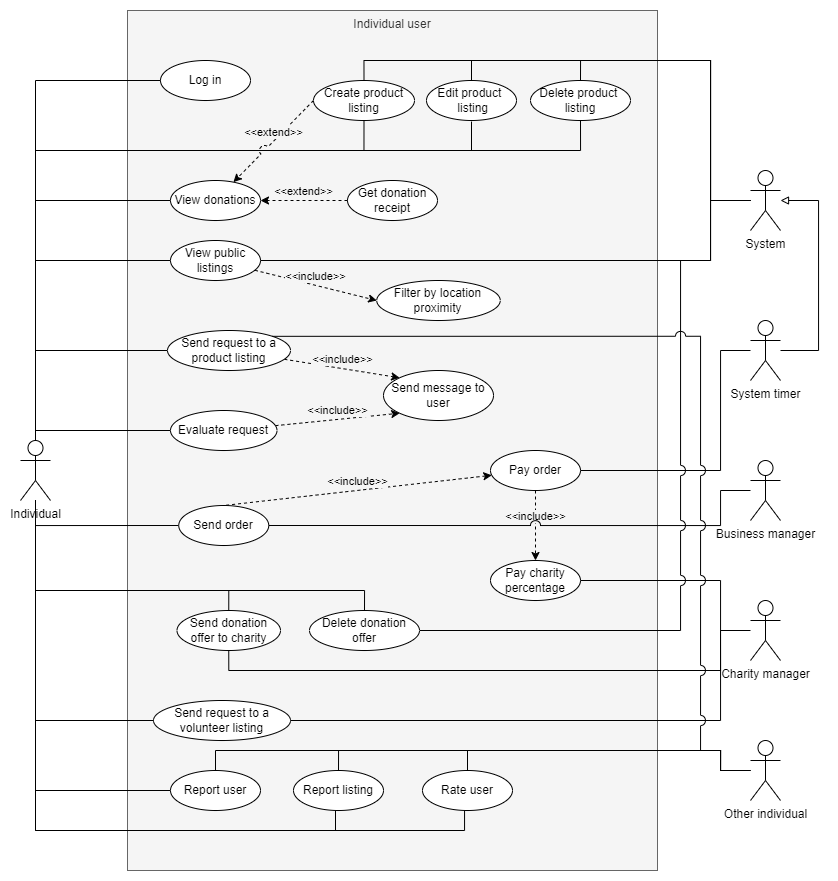 Individual user
Log in
Create product
listing
Edit product
listing
Delete product
listing
<<extend>>
View donations
<<extend>>
Get donation
receipt
System
View public
listings
<<include>>
Filter by location
proximity
Send request to a
product listing
<<include>>
Send message to
user
System timer
<<include>>
Evaluate request
Individual
Pay order
<<include>>
Send order
<<include>>
Business manager
Pay charity
percentage
Send donation
offer to charity
Delete donation
offer
Charity manager
Send request to a
volunteer listing
Report user
Report listing
Rate user
Other individual